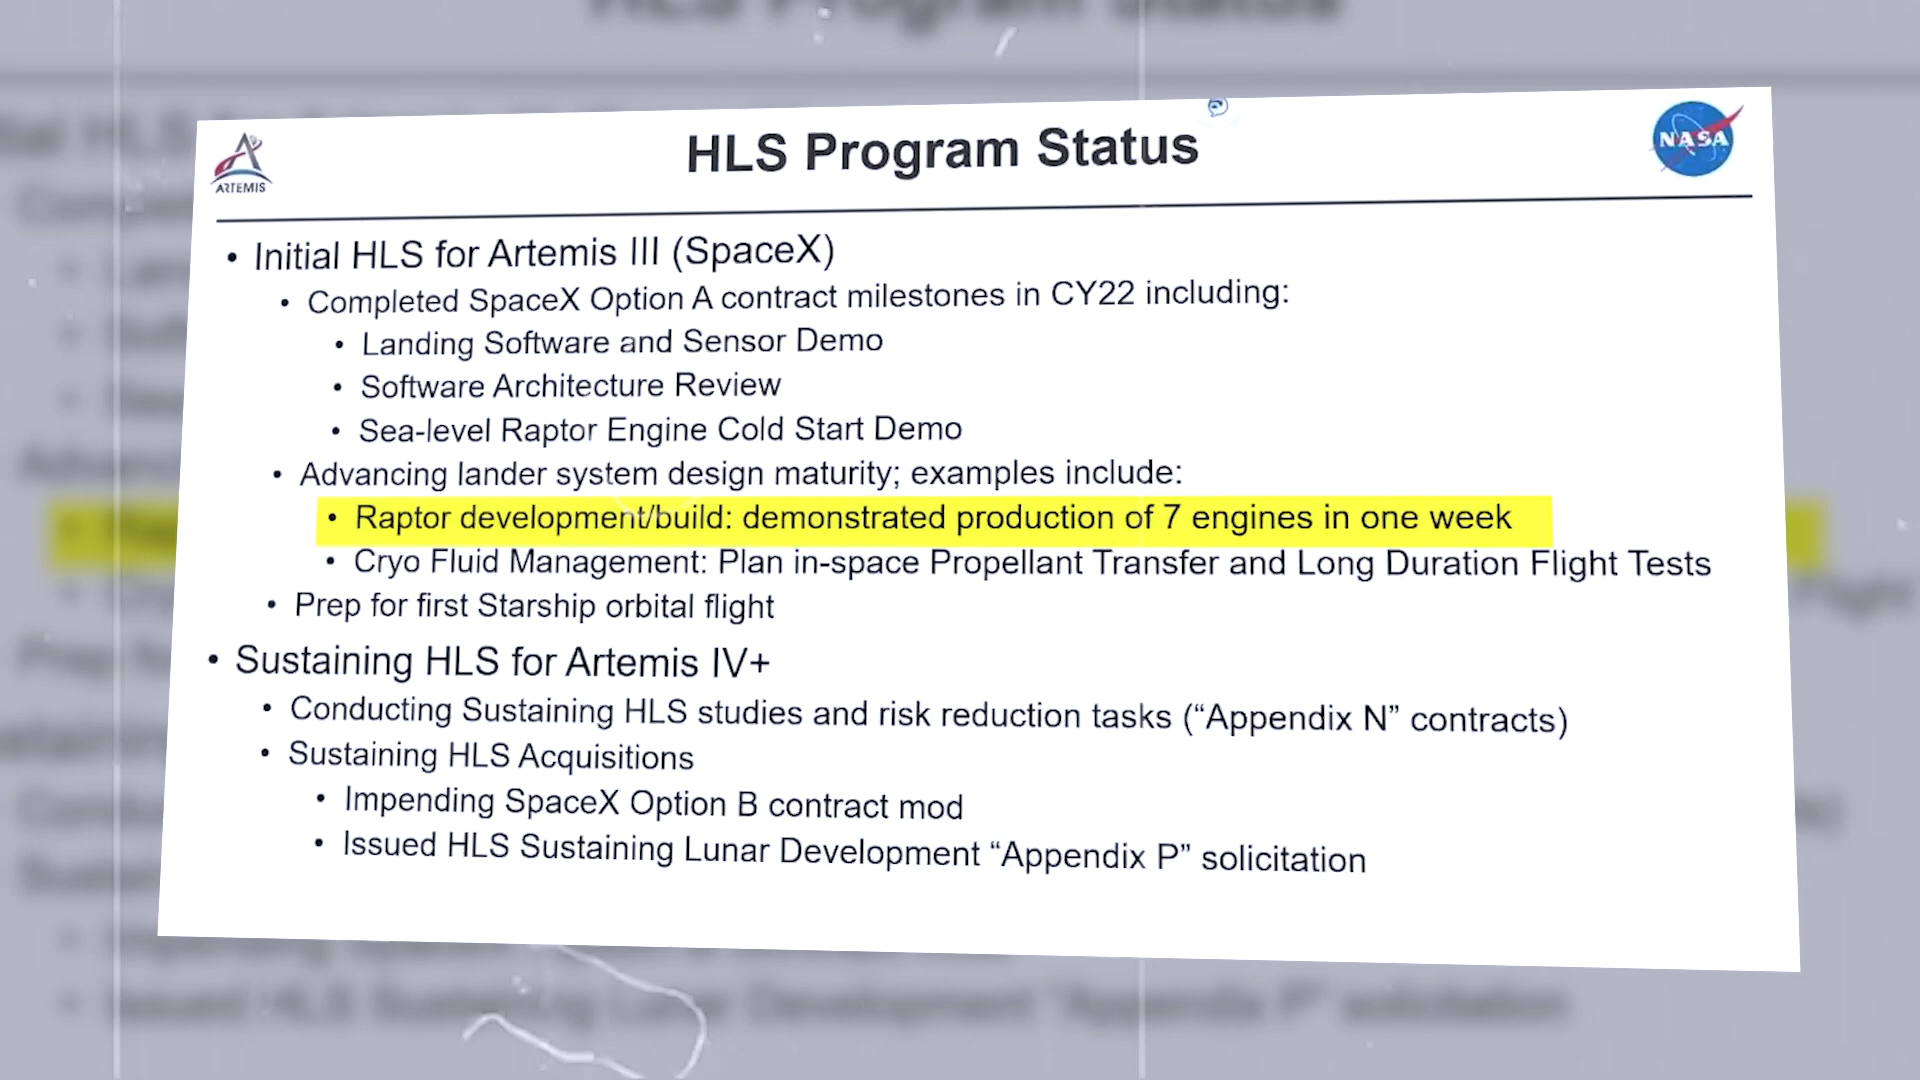 HLS Program Status
ARTEMIS
NASA
• Initial HLS for Artemis III (SpaceX)
• Completed SpaceX Option A contract milestones in CY22 including:
• Landing Software and Sensor Demo
• Software Architecture Review
• Sea-level Raptor Engine Cold Start Demo
• Advancing lander system design maturity; examples include:
• Raptor development/build: demonstrated production of 7 engines in one week
• Cryo Fluid Management: Plan in-space Propellant Transfer and Long Duration Flight Tests
• Prep for first Starship orbital flight
• Sustaining HLS for Artemis IV+
• Conducting Sustaining HLS studies and risk reduction tasks (“Appendix N” contracts)
• Sustaining HLS Acquisitions
• Impending SpaceX Option B contract mod
• Issued HLS Sustaining Lunar Development “Appendix P” solicitation